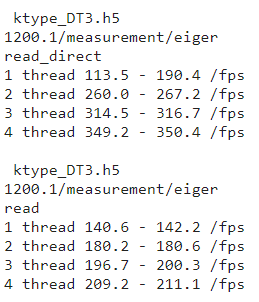 ktype_DT3.h5
1200.1/measurement/eiger
read_direct
1 thread 113.5 - 190.4 /fps
2 thread 260.0 - 267.2 /fps
3 thread 314.5 - 316.7 /fps
4 thread 349.2 - 350.4 /fps

ktype_DT3.h5
1200.1/measurement/eiger
read
1 thread 140.6 - 142.2 /fps
2 thread 180.2 - 180.6 /fps
3 thread 196.7 - 200.3 /fps
4 thread 209.2 - 211.1 /fps